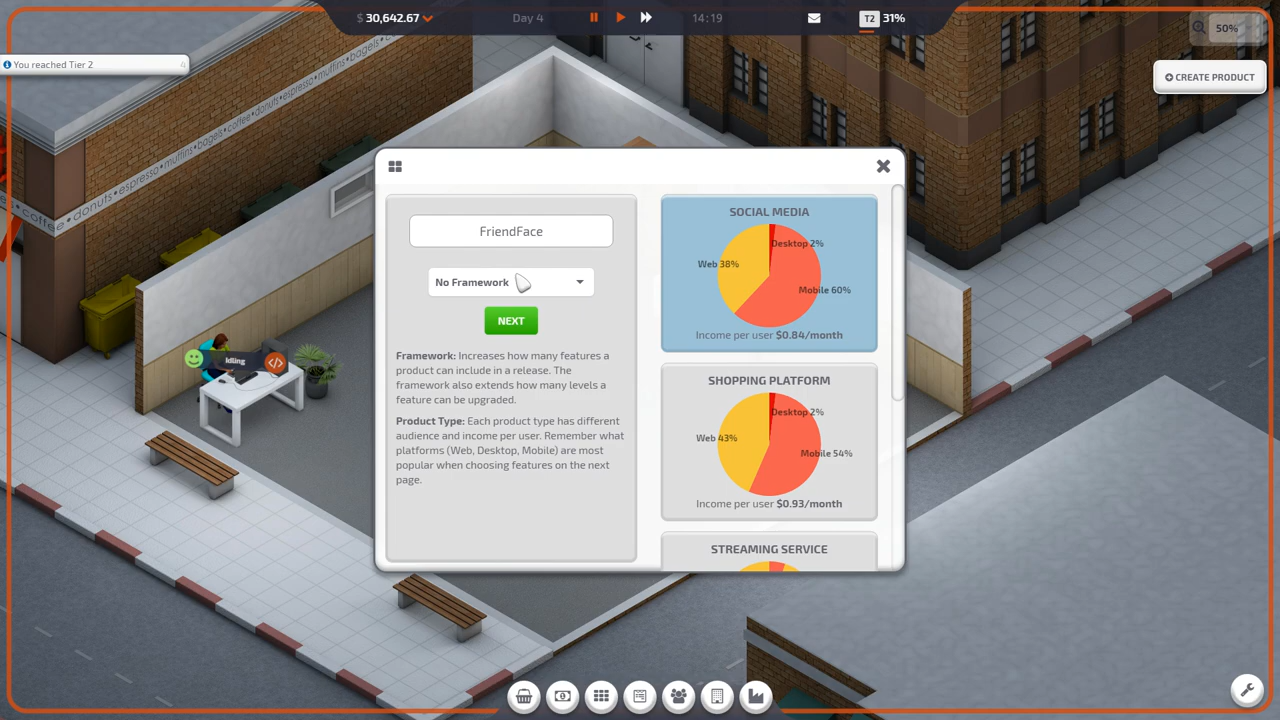 $ 30,642.67
Day 4
14:19
T2 31%
50%
You reached Tier 2
4
CREATE PRODUCT
espresso•muffins•bagels•coffee•donuts•espresso•muffins•bagels
coffe
FriendFace
No Framework
NEXT
Framework: Increases how many features a
product can include in a release. The
framework also extends how many levels a
feature can be upgraded.
Product Type: Each product type has different
audience and income per user. Remember what
platforms (Web, Desktop, Mobile) are most
popular when choosing features on the next
page.
SOCIAL MEDIA
Desktop 2%
Web 38%
Mobile 60%
Income per user $0.84/month
SHOPPING PLATFORM
Desktop 2%
Web 43%
Mobile 54%
Income per user $0.93/month
STREAMING SERVICE
Idling